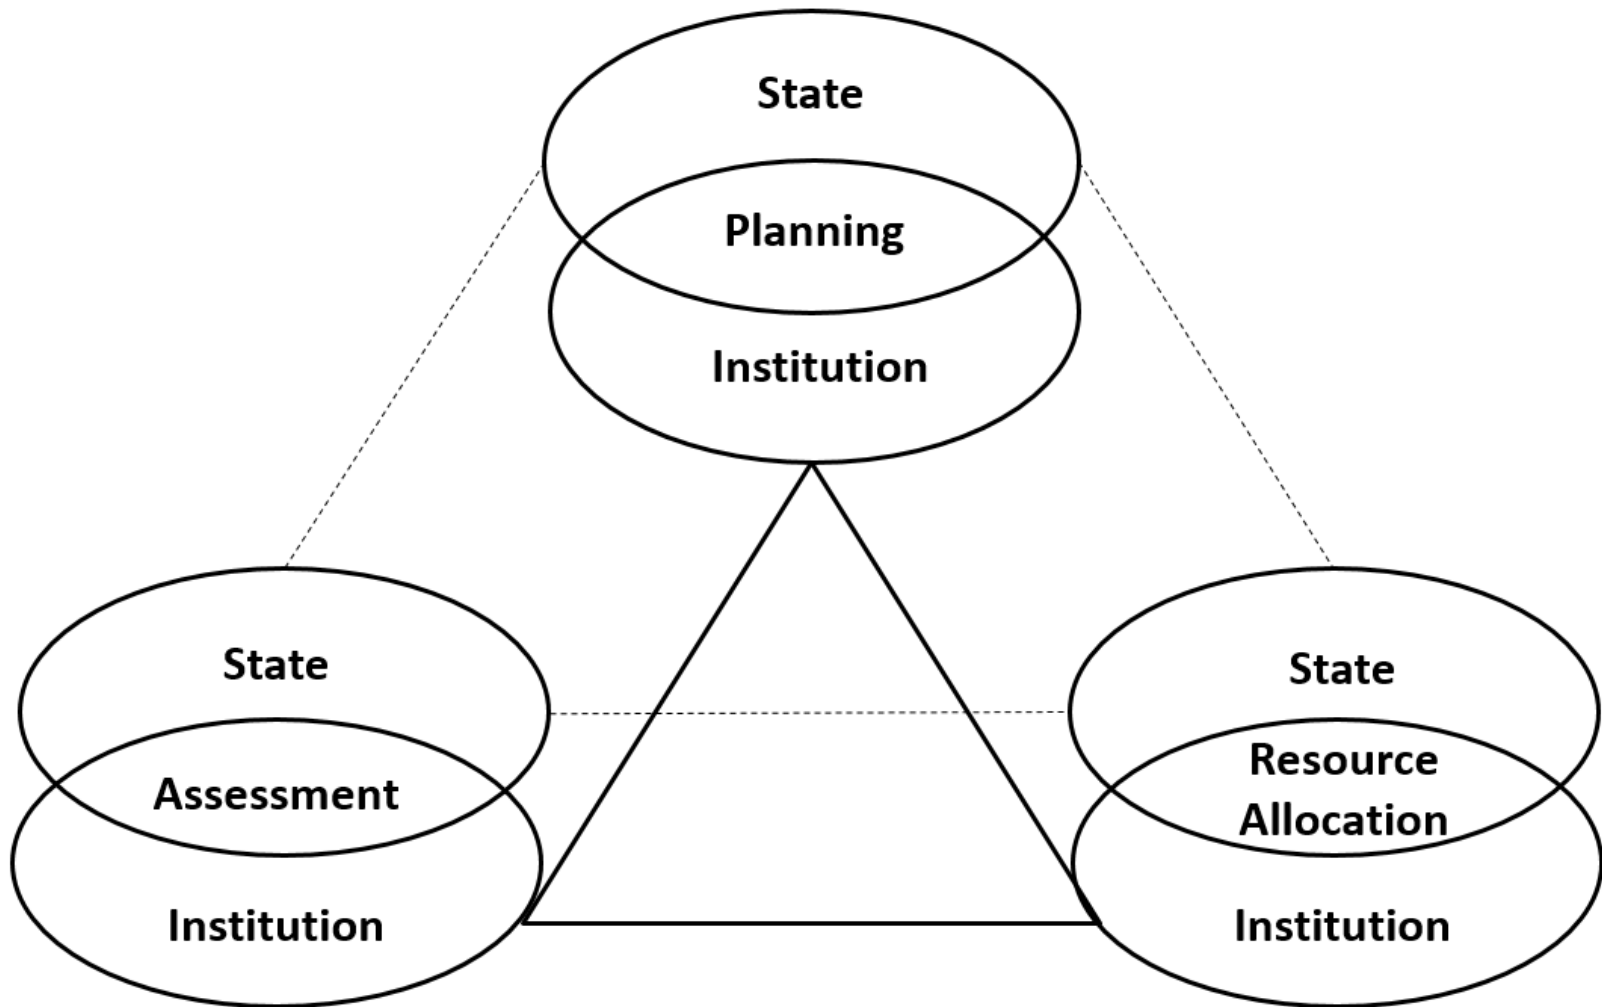 State
Planning
Institution
State
Assessment
Institution
State
Resource
Allocation
Institution